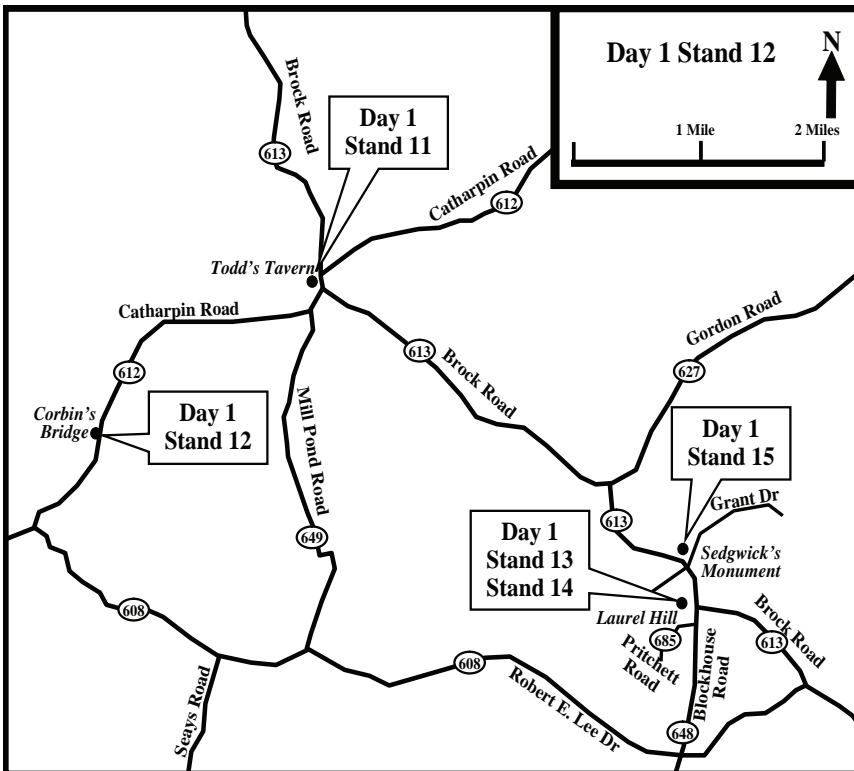 Day 1 Stand 12
N
1 Mile
2 Miles
Brock Road
613
Day 1
Stand 11
Catharpin Road
612
Todd's Tavern
Catharpin Road
612
Corbin's
Bridge
Day 1
Stand 12
Mill Pond Road
649
613
Brock Road
Gordon Road
627
Day 1
Stand 15
Grant Dr
613
Sedgwick's
Monument
Day 1
Stand 13
Stand 14
Laurel Hill
685
Pritchett
Road
Blockhouse
Road
Brock Road
613
608
Seays Road
608
Robert E. Lee Dr
648